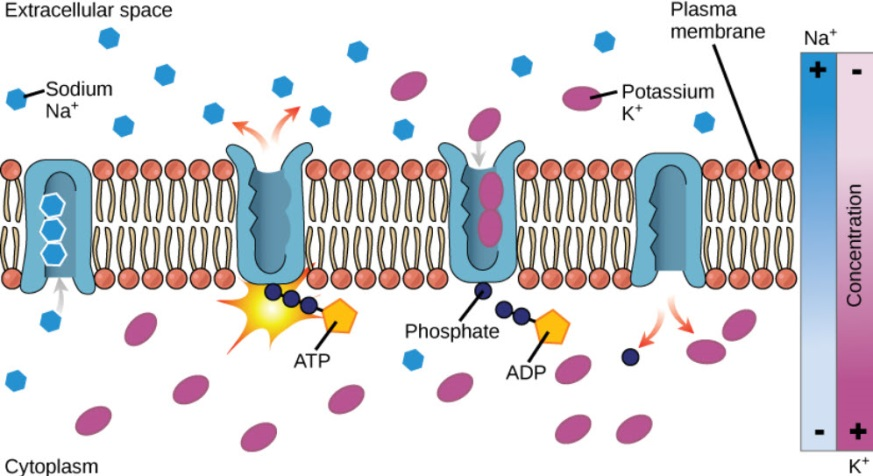 Extracellular space
Plasma
membrane
Na⁺
+ -
Sodium
Na⁺
Potassium
K⁺
Concentration
Phosphate
ATP
ADP
- +
Cytoplasm
K⁺